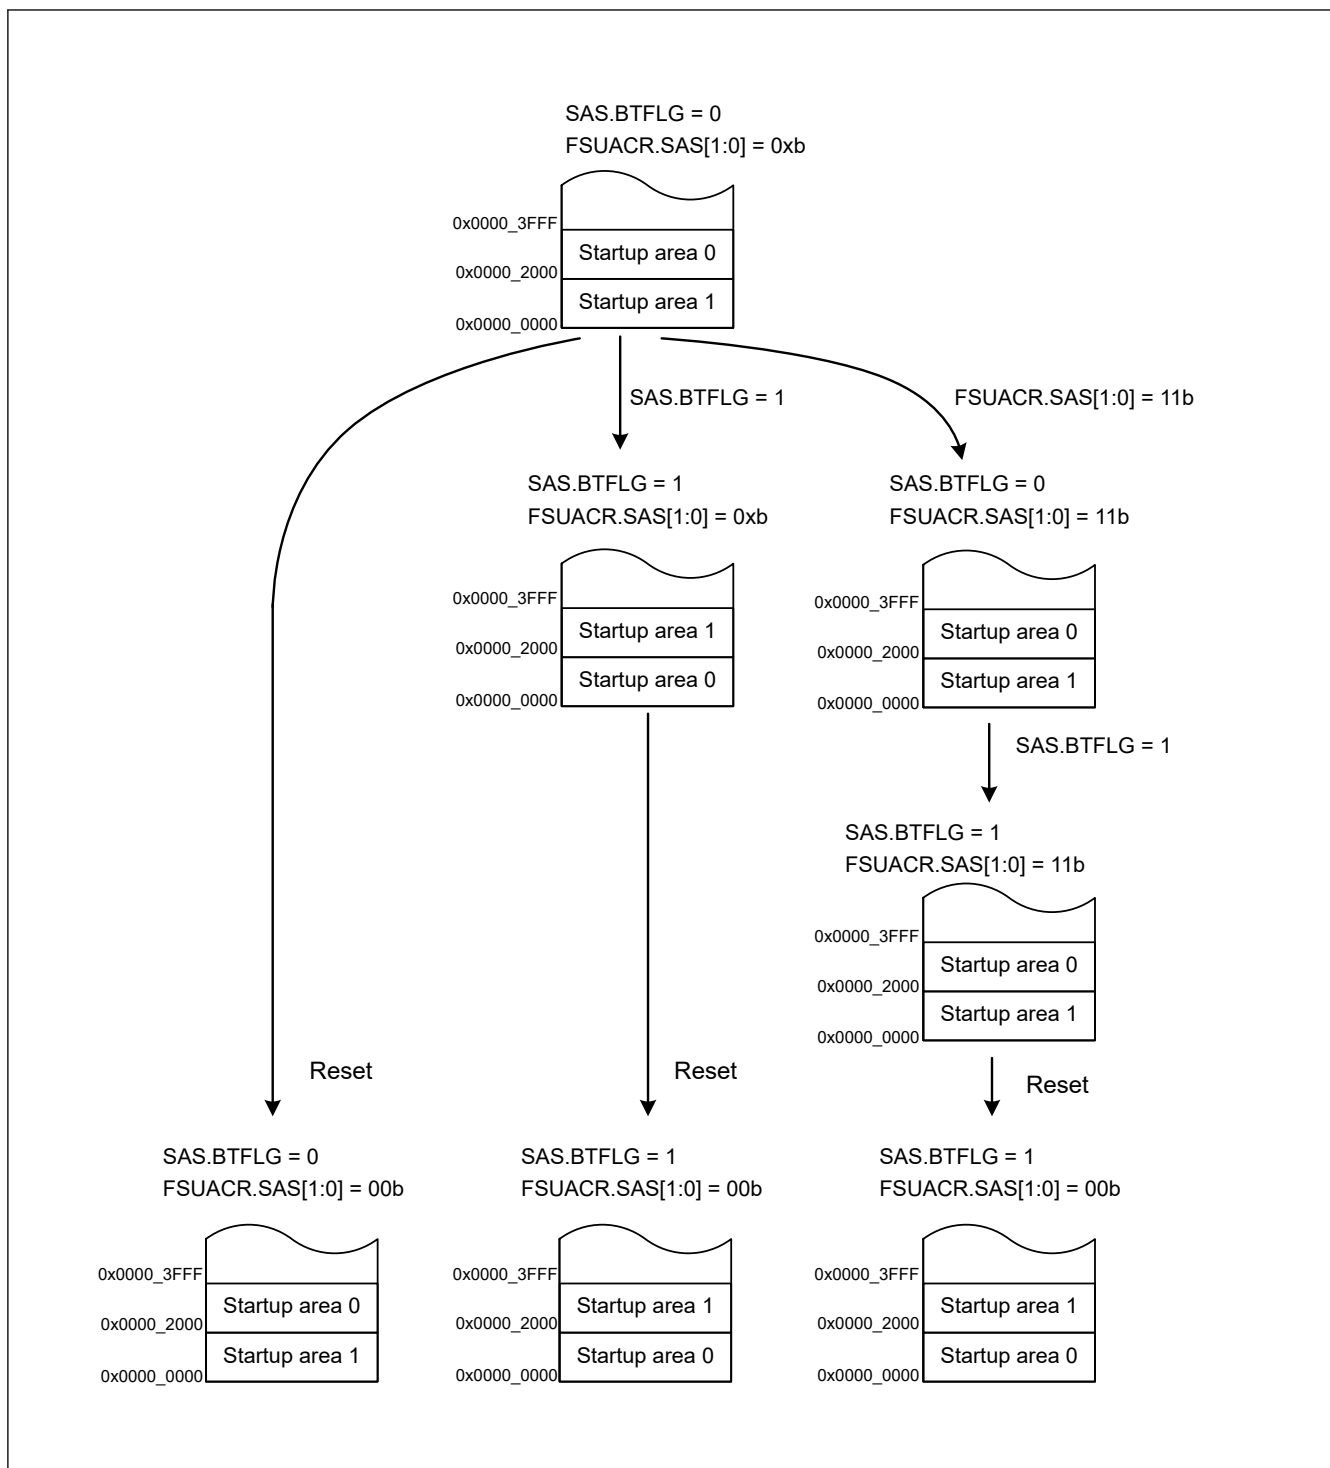 SAS.BTFLG = 0
FSUACR.SAS[1:0] = 0xb
0x0000_3FFF
Startup area 0
0x0000_2000
Startup area 1
0x0000_0000
SAS.BTFLG = 1
FSUACR.SAS[1:0] = 11b
SAS.BTFLG = 1
FSUACR.SAS[1:0] = 0xb
0x0000_3FFF
Startup area 1
0x0000_2000
Startup area 0
0x0000_0000
SAS.BTFLG = 0
FSUACR.SAS[1:0] = 11b
0x0000_3FFF
Startup area 0
0x0000_2000
Startup area 1
0x0000_0000
SAS.BTFLG = 1
SAS.BTFLG = 1
FSUACR.SAS[1:0] = 11b
0x0000_3FFF
Startup area 0
0x0000_2000
Startup area 1
0x0000_0000
Reset
Reset
Reset
SAS.BTFLG = 0
FSUACR.SAS[1:0] = 00b
0x0000_3FFF
Startup area 0
0x0000_2000
Startup area 1
0x0000_0000
SAS.BTFLG = 1
FSUACR.SAS[1:0] = 00b
0x0000_3FFF
Startup area 1
0x0000_2000
Startup area 0
0x0000_0000
SAS.BTFLG = 1
FSUACR.SAS[1:0] = 00b
0x0000_3FFF
Startup area 1
0x0000_2000
Startup area 0
0x0000_0000